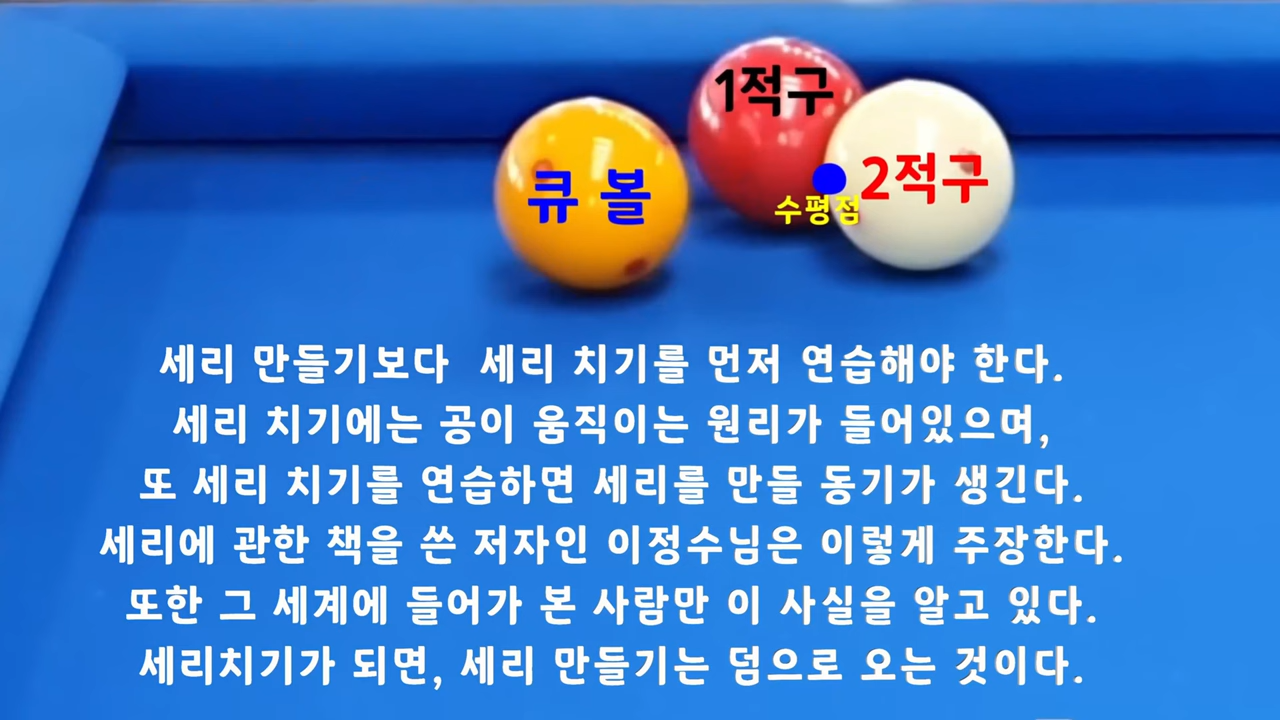 1적구
큐 볼
2적구
수평점
세리 만들기보다 세리 치기를 먼저 연습해야 한다.
세리 치기에는 공이 움직이는 원리가 들어있으며,
또 세리 치기를 연습하면 세리를 만들 동기가 생긴다.
세리에 관한 책을 쓴 저자인 이정수님은 이렇게 주장한다.
또한 그 세계에 들어가 본 사람만 이 사실을 알고 있다.
세리치기가 되면, 세리 만들기는 덤으로 오는 것이다.